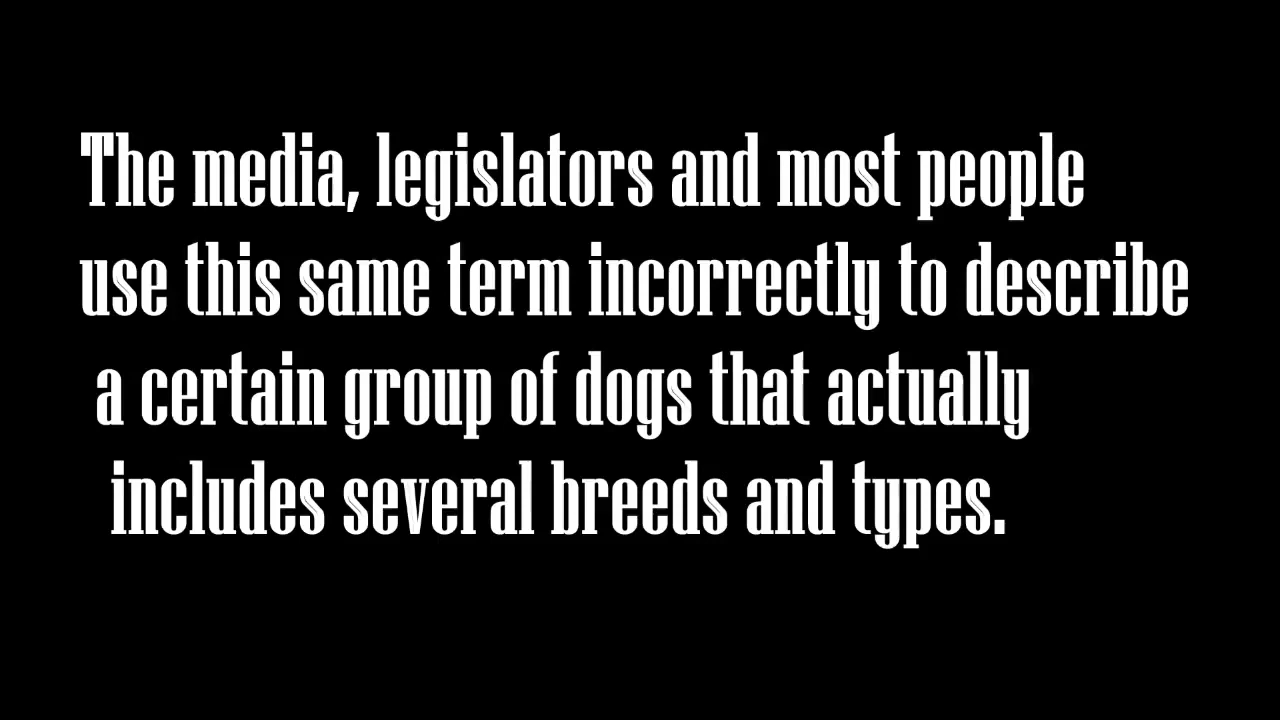 The media, legislators and most people
use this same term incorrectly to describe
a certain group of dogs that actually
includes several breeds and types.